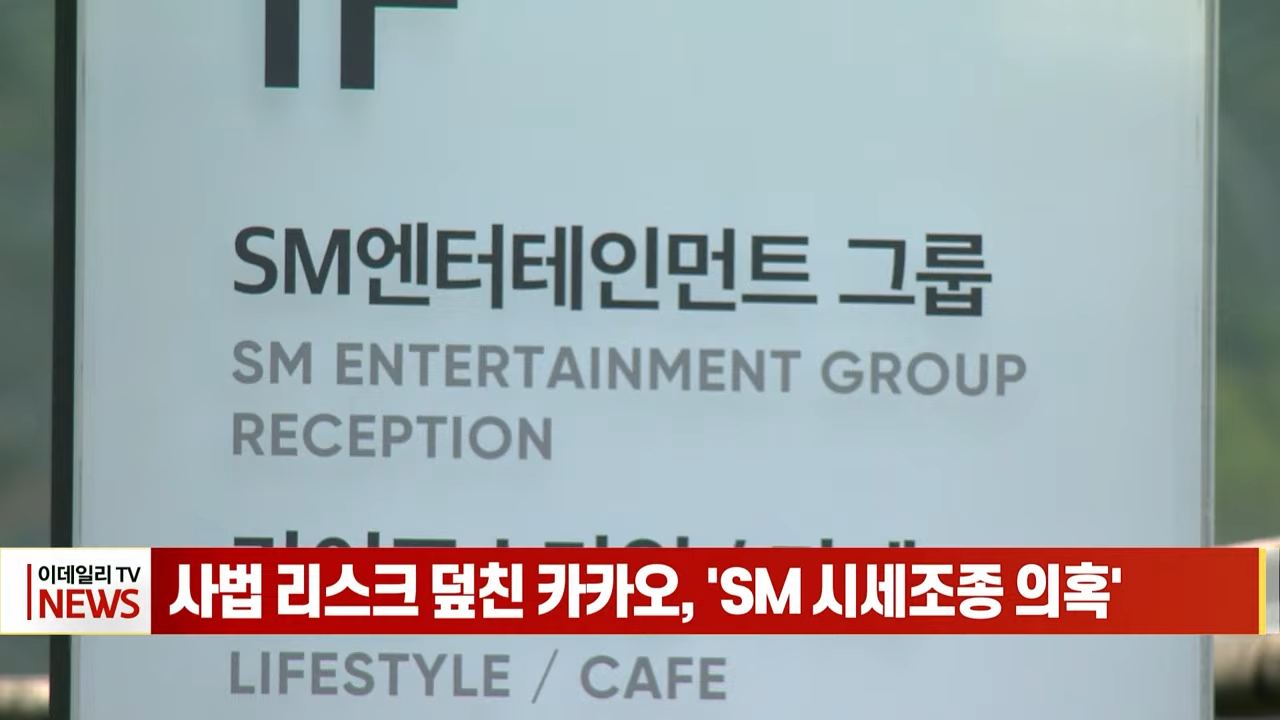 SM엔터테인먼트 그룹
SM ENTERTAINMENT GROUP
RECEPTION
이데일리 TV
NEWS
사법 리스크 덮친 카카오, 'SM 시세조종 의혹'
LIFESTYLE / CAFE